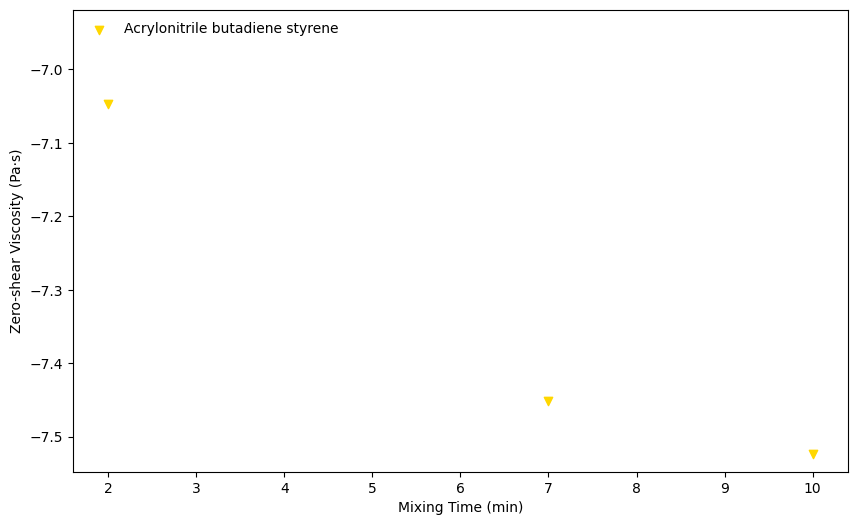 Acrylonitrile butadiene styrene
−7.0
−7.1
−7.2
−7.3
−7.4
−7.5
Zero-shear Viscosity (Pa·s)
2 3 4 5 6 7 8 9 10
Mixing Time (min)